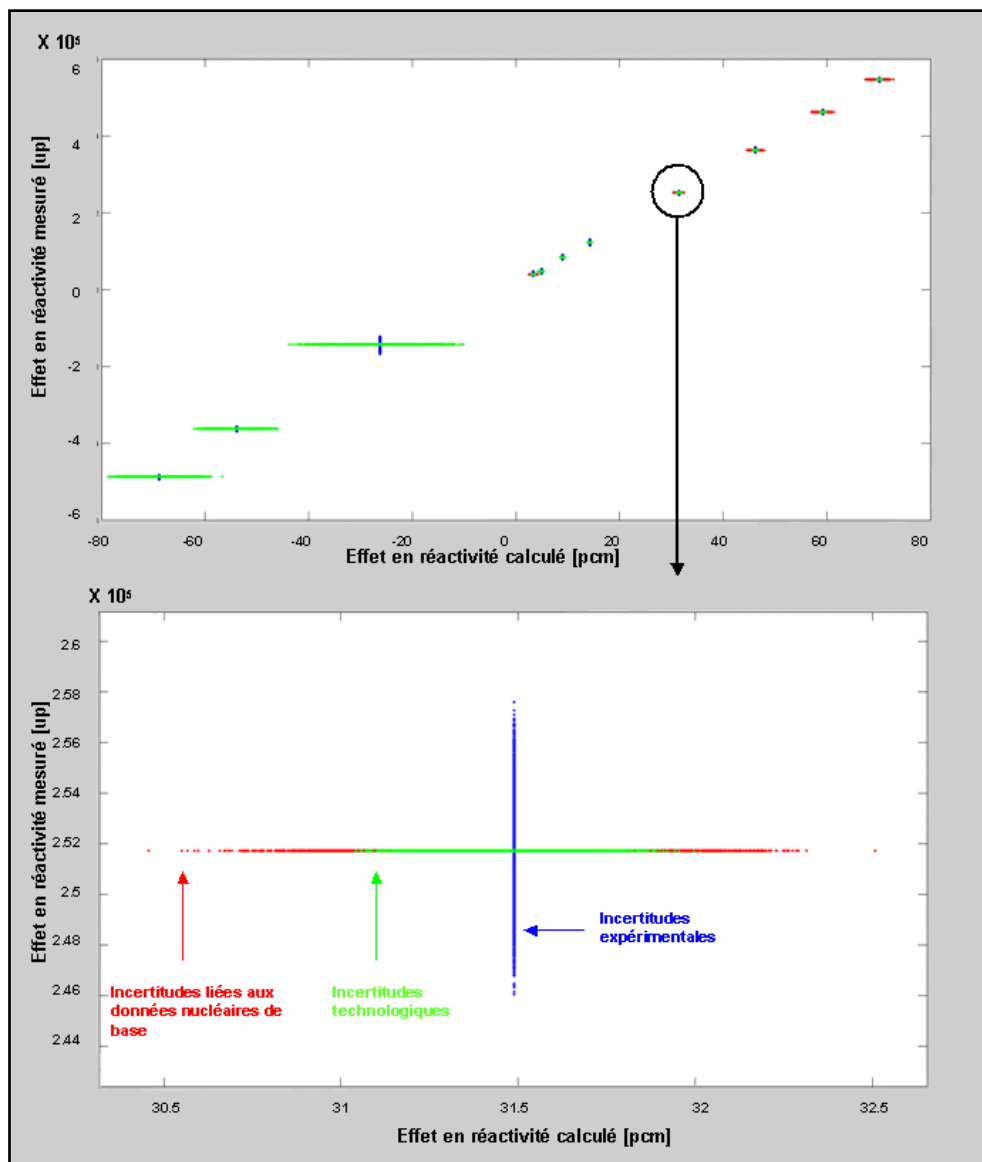 X 10⁵
6
4
2
0
-2
-4
-6
Effet en réactivité mesuré [up]
-80
-60
-40
-20
0
20
40
60
80
Effet en réactivité calculé [pcm]
X 10⁵
2.6
2.58
2.56
2.54
2.52
2.5
2.48
2.46
2.44
Effet en réactivité mesuré [up]
Incertitudes
expérimentales
Incertitudes liées aux
données nucléaires de
base
Incertitudes
technologiques
30.5
31
31.5
32
32.5
Effet en réactivité calculé [pcm]